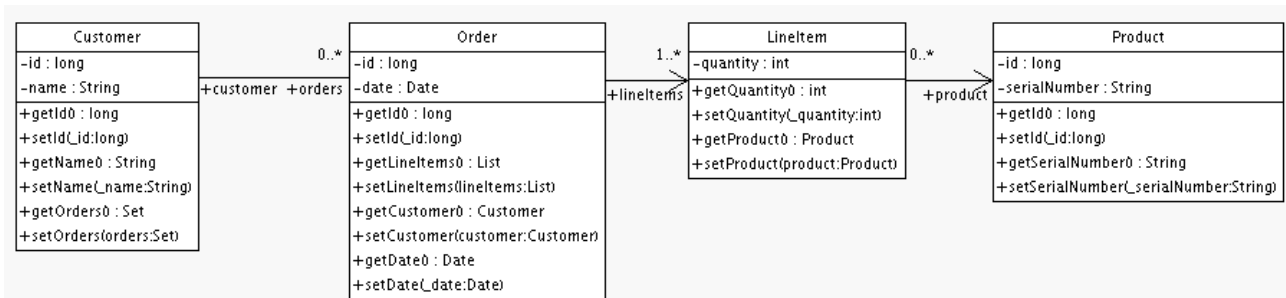 Customer
-id : long
-name : String
+getId() : long
+setId(_id:long)
+getName() : String
+setName(_name:String)
+getOrders() : Set
+setOrders(orders:Set)
0..*
+customer +orders
Order
-id : long
-date : Date
+getId() : long
+setId(_id:long)
+getLineItems() : List
+setLineItems(lineItems:List)
+getCustomer() : Customer
+setCustomer(customer:Customer)
+getDate() : Date
+setDate(_date:Date)
1..*
+lineItems
LineItem
-quantity : int
+getQuantity() : int
+setQuantity(_quantity:int)
+getProduct() : Product
+setProduct(product:Product)
0..*
+product
Product
-id : long
-serialNumber : String
+getId() : long
+setId(_id:long)
+getSerialNumber() : String
+setSerialNumber(_serialNumber:String)